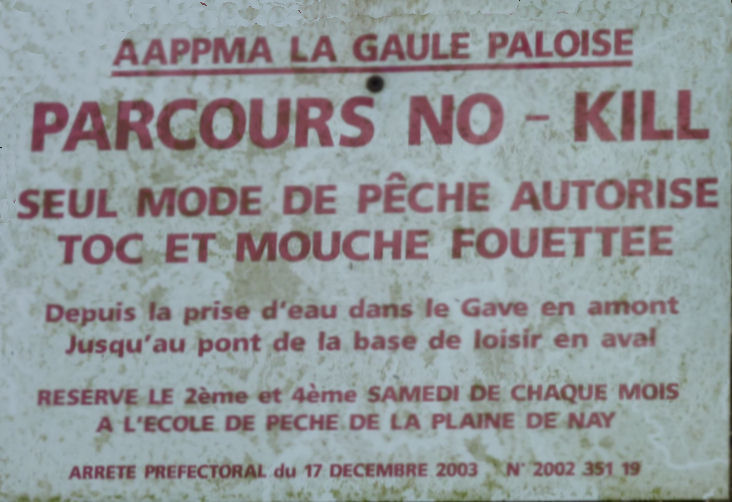 AAPPMA LA GAULE PALOISE
PARCOURS NO - KILL
SEUL MODE DE PÊCHE AUTORISE
TOC ET MOUCHE FOUETTEE
Depuis la prise d'eau dans le Gave en amont
Jusqu'au pont de la base de loisir en aval
RESERVE LE 2ème et 4ème SAMEDI DE CHAQUE MOIS
A L'ECOLE DE PECHE DE LA PLAINE DE NAY
ARRETE PREFECTORAL du 17 DECEMBRE 2003 N° 2002 351 19